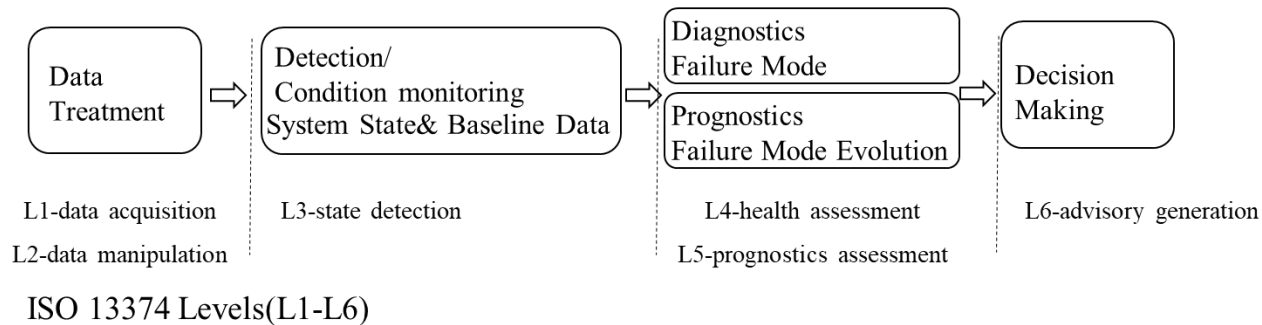 Data
Treatment
Detection/
Condition monitoring
System State& Baseline Data
Diagnostics
Failure Mode
Prognostics
Failure Mode Evolution
Decision
Making
L1-data acquisition
L2-data manipulation
L3-state detection
L4-health assessment
L5-prognostics assessment
L6-advisory generation
ISO 13374 Levels(L1-L6)